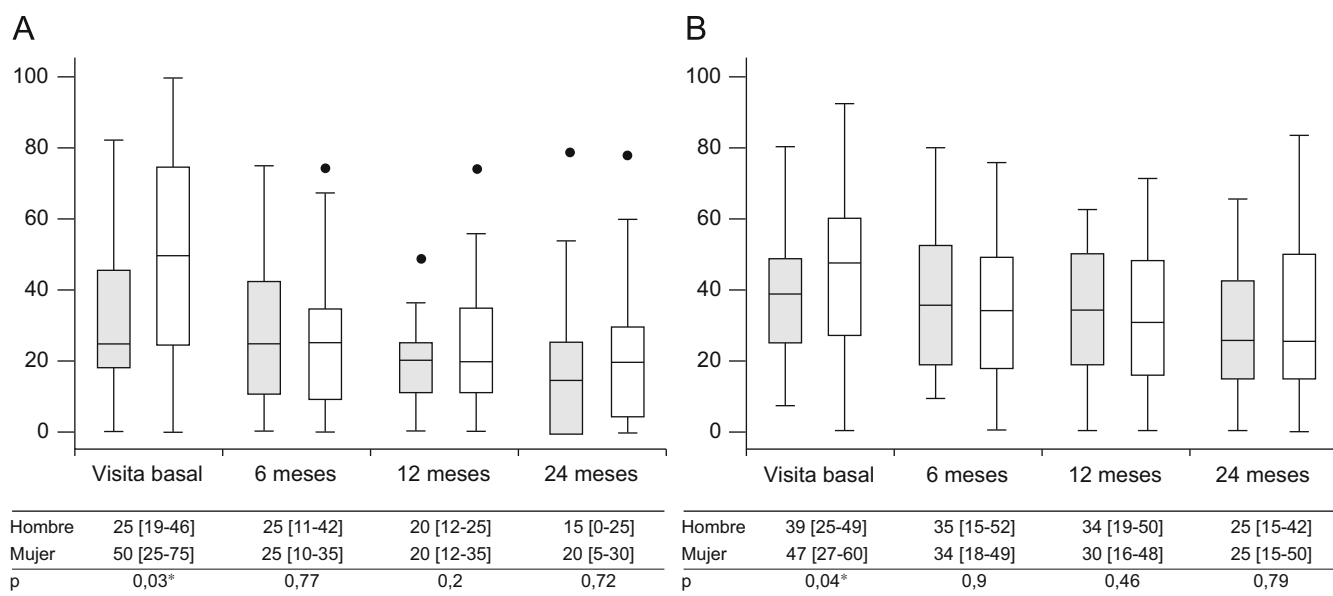 A
100
80
60
40
20
0
Visita basal 6 meses 12 meses 24 meses
Hombre 25 [19-46] 25 [11-42] 20 [12-25] 15 [0-25]
Mujer 50 [25-75] 25 [10-35] 20 [12-35] 20 [5-30]
p 0,03* 0,77 0,2 0,72
B
100
80
60
40
20
0
Visita basal 6 meses 12 meses 24 meses
Hombre 39 [25-49] 35 [15-52] 34 [19-50] 25 [15-42]
Mujer 47 [27-60] 34 [18-49] 30 [16-48] 25 [15-50]
p 0,04* 0,9 0,46 0,79